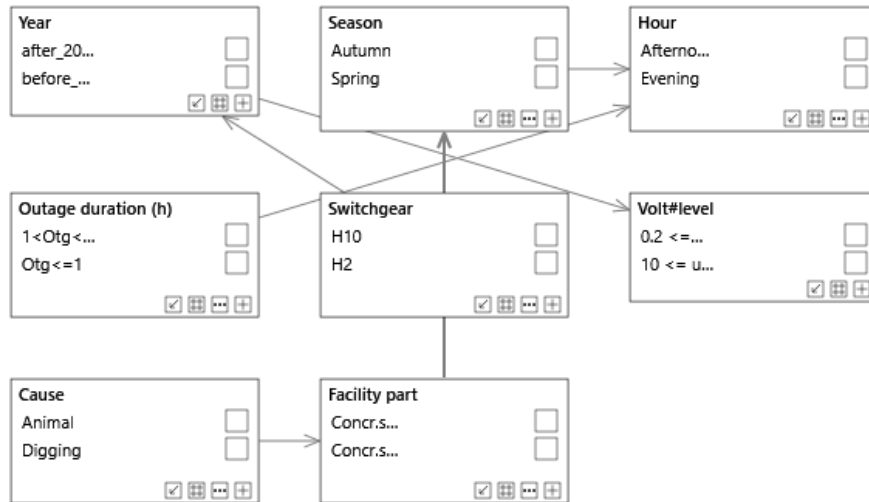 Year
after_20...
before_...
Season
Autumn
Spring
Hour
Afterno...
Evening
Outage duration (h)
1<Otg<...
Otg<=1
Switchgear
H10
H2
Volt#level
0.2 <=...
10 <= u...
Cause
Animal
Digging
Facility part
Concr.s...
Concr.s...